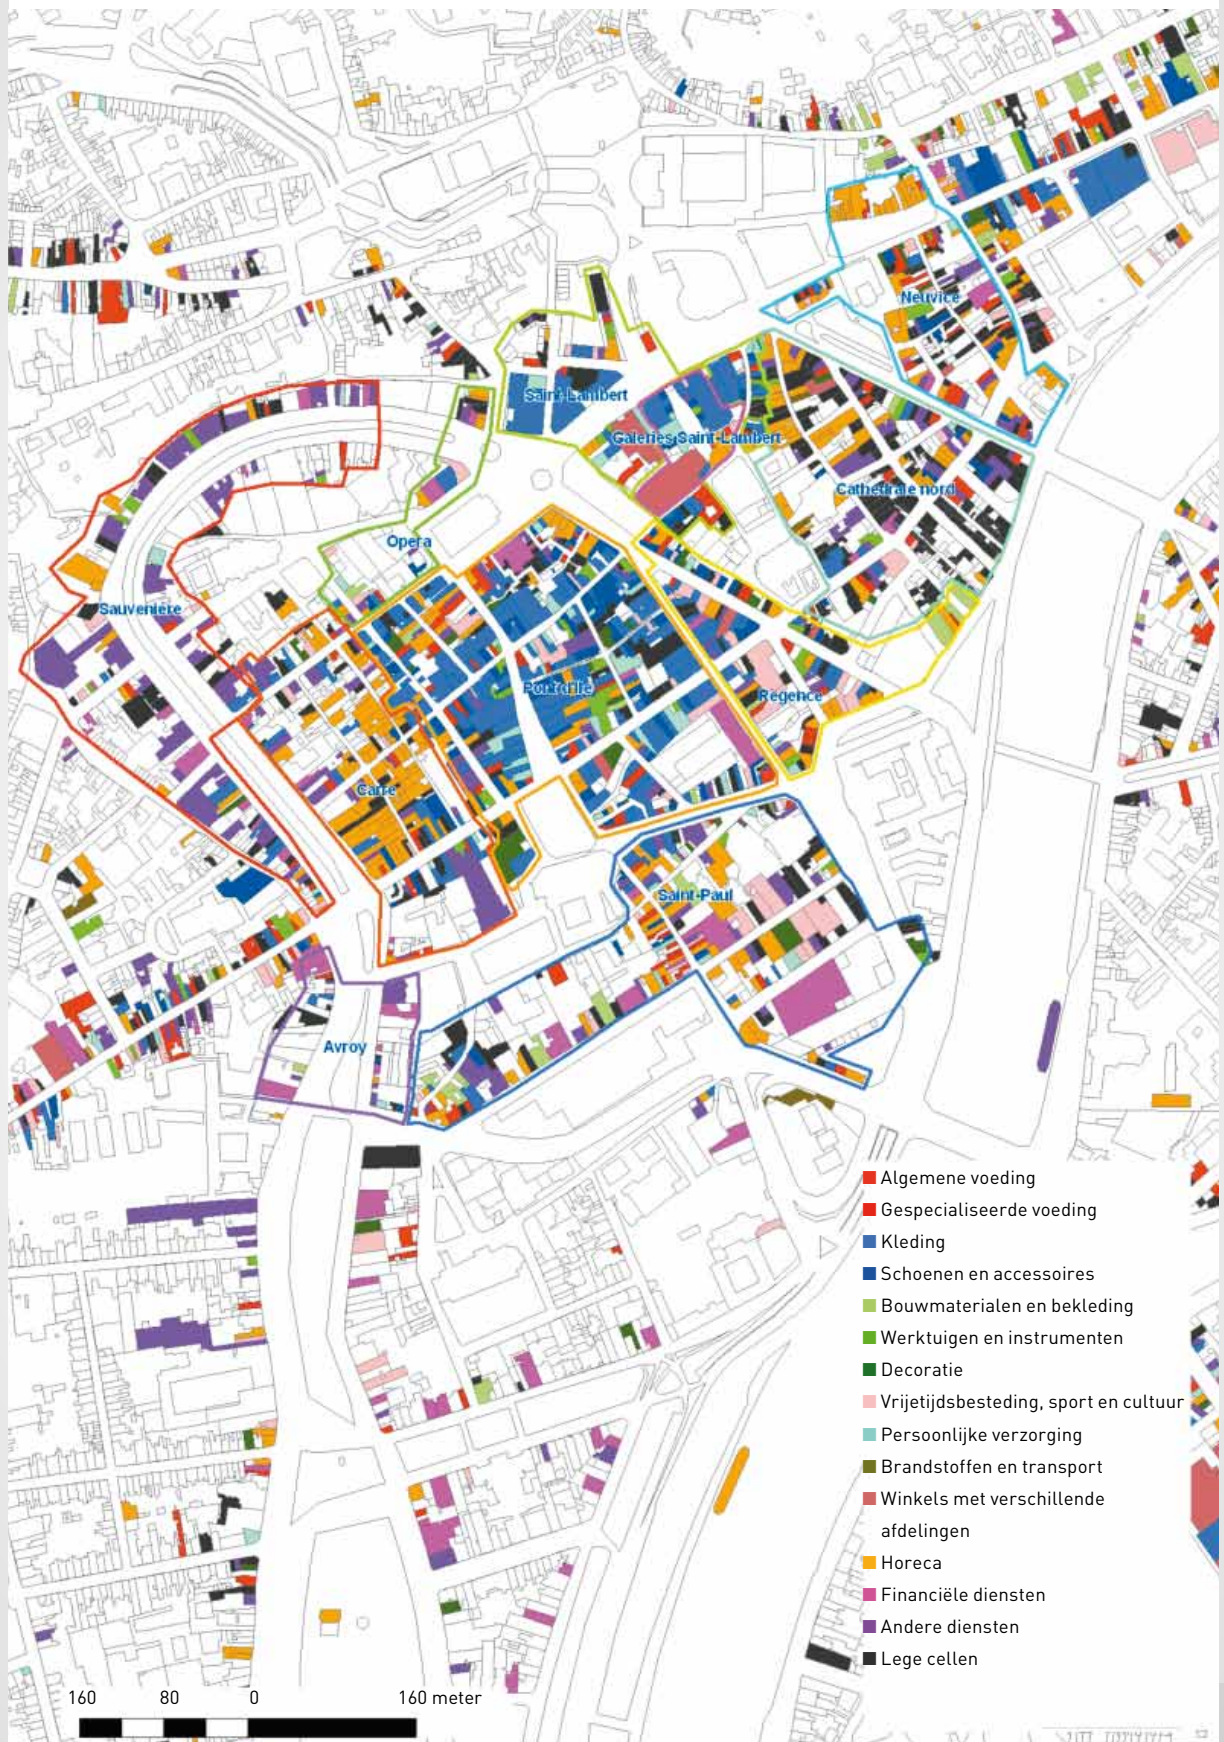 Neuvice
Saint-Lambert
Galeries Saint-Lambert
Cathédrale nord
Opéra
Sauvenière
Pont d'Ile
Régence
Carré
Saint-Paul
Avroy
Algemene voeding
Gespecialiseerde voeding
Kleding
Schoenen en accessoires
Bouwmaterialen en bekleding
Werktuigen en instrumenten
Decoratie
Vrijetijdsbesteding, sport en cultuur
Persoonlijke verzorging
Brandstoffen en transport
Winkels met verschillende
afdelingen
Horeca
Financiële diensten
Andere diensten
Lege cellen
160 80 0 160 meter